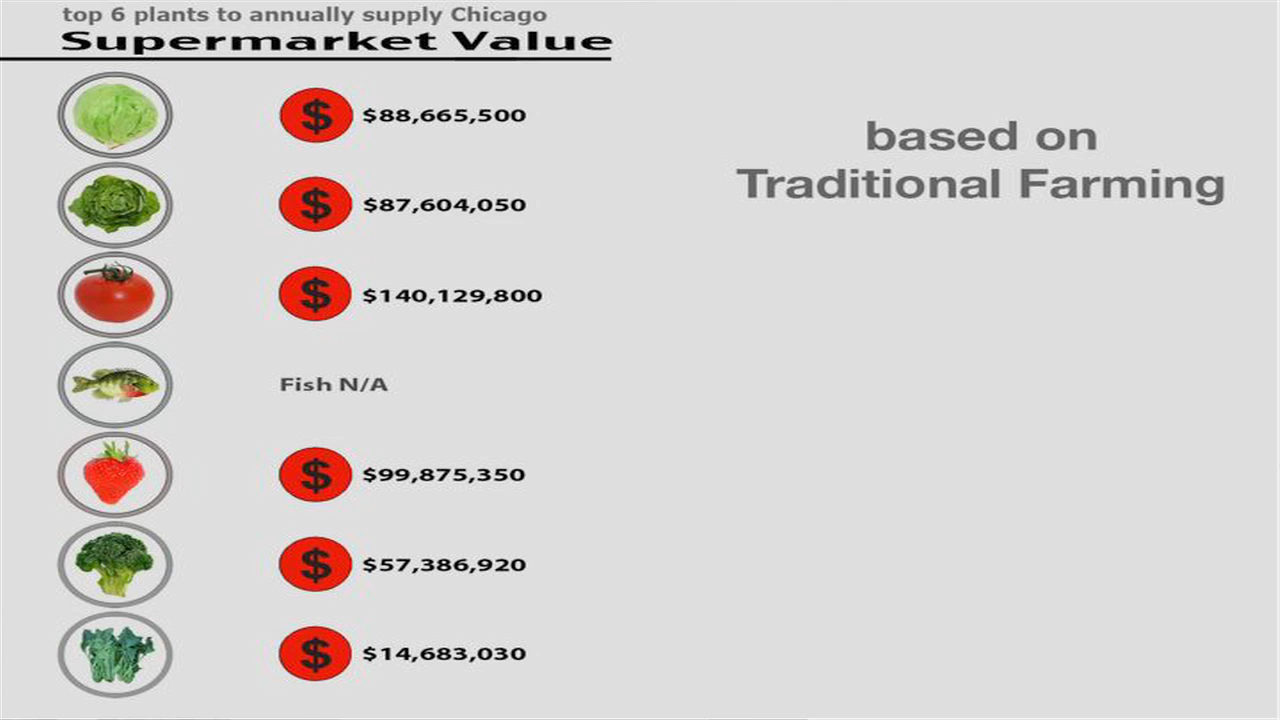 top 6 plants to annually supply Chicago
Supermarket Value
based on
Traditional Farming
$ $88,665,500
$ $87,604,050
$ $140,129,800
Fish N/A
$ $99,875,350
$ $57,386,920
$ $14,683,030